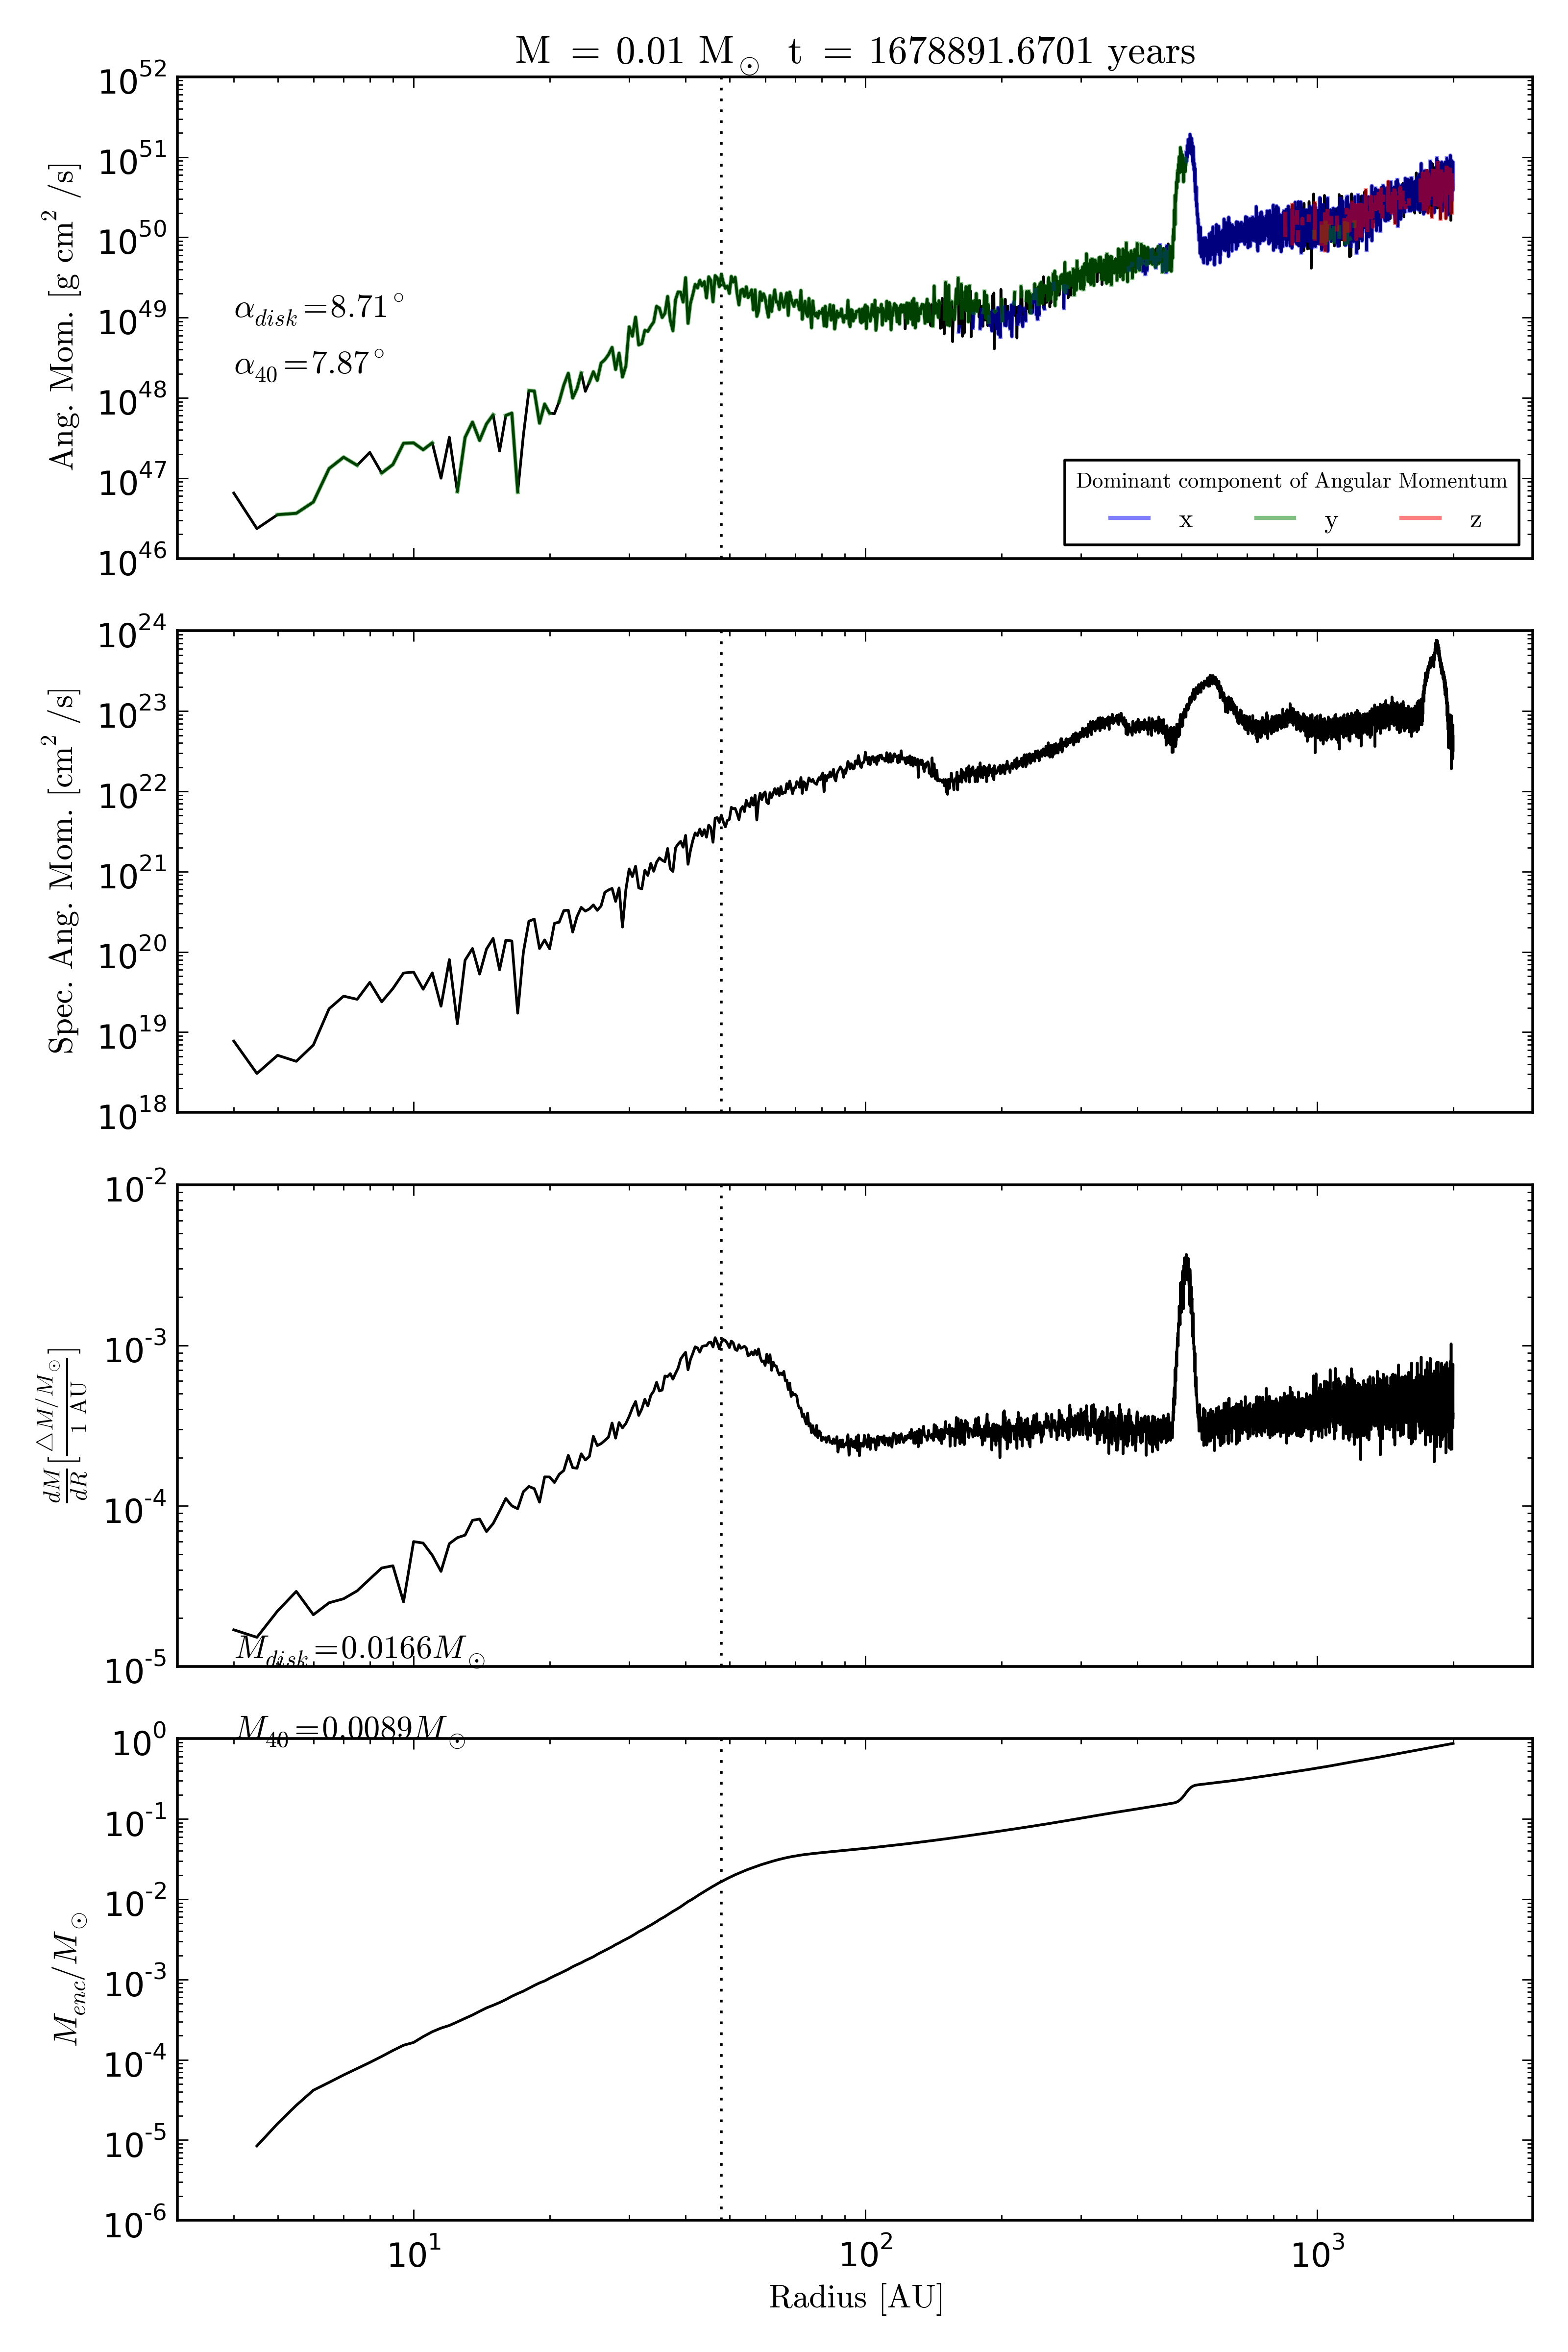 M = 0.01 M⊙ t = 1678891.6701 years
10^52
10^51
10^50
10^49
10^48
10^47
10^46
Ang. Mom. [g cm^2 /s]
α_disk=8.71°
α_40=7.87°
Dominant component of Angular Momentum
x y z
10^24
10^23
10^22
10^21
10^20
10^19
10^18
Spec. Ang. Mom. [cm^2 /s]
10^-2
10^-3
10^-4
10^-5
dM/dR [△M/M⊙ / 1 AU]
M_disk=0.0166M⊙
M_40=0.0089M⊙
10^0
10^-1
10^-2
10^-3
10^-4
10^-5
10^-6
M_enc/M⊙
10^1 10^2 10^3
Radius [AU]